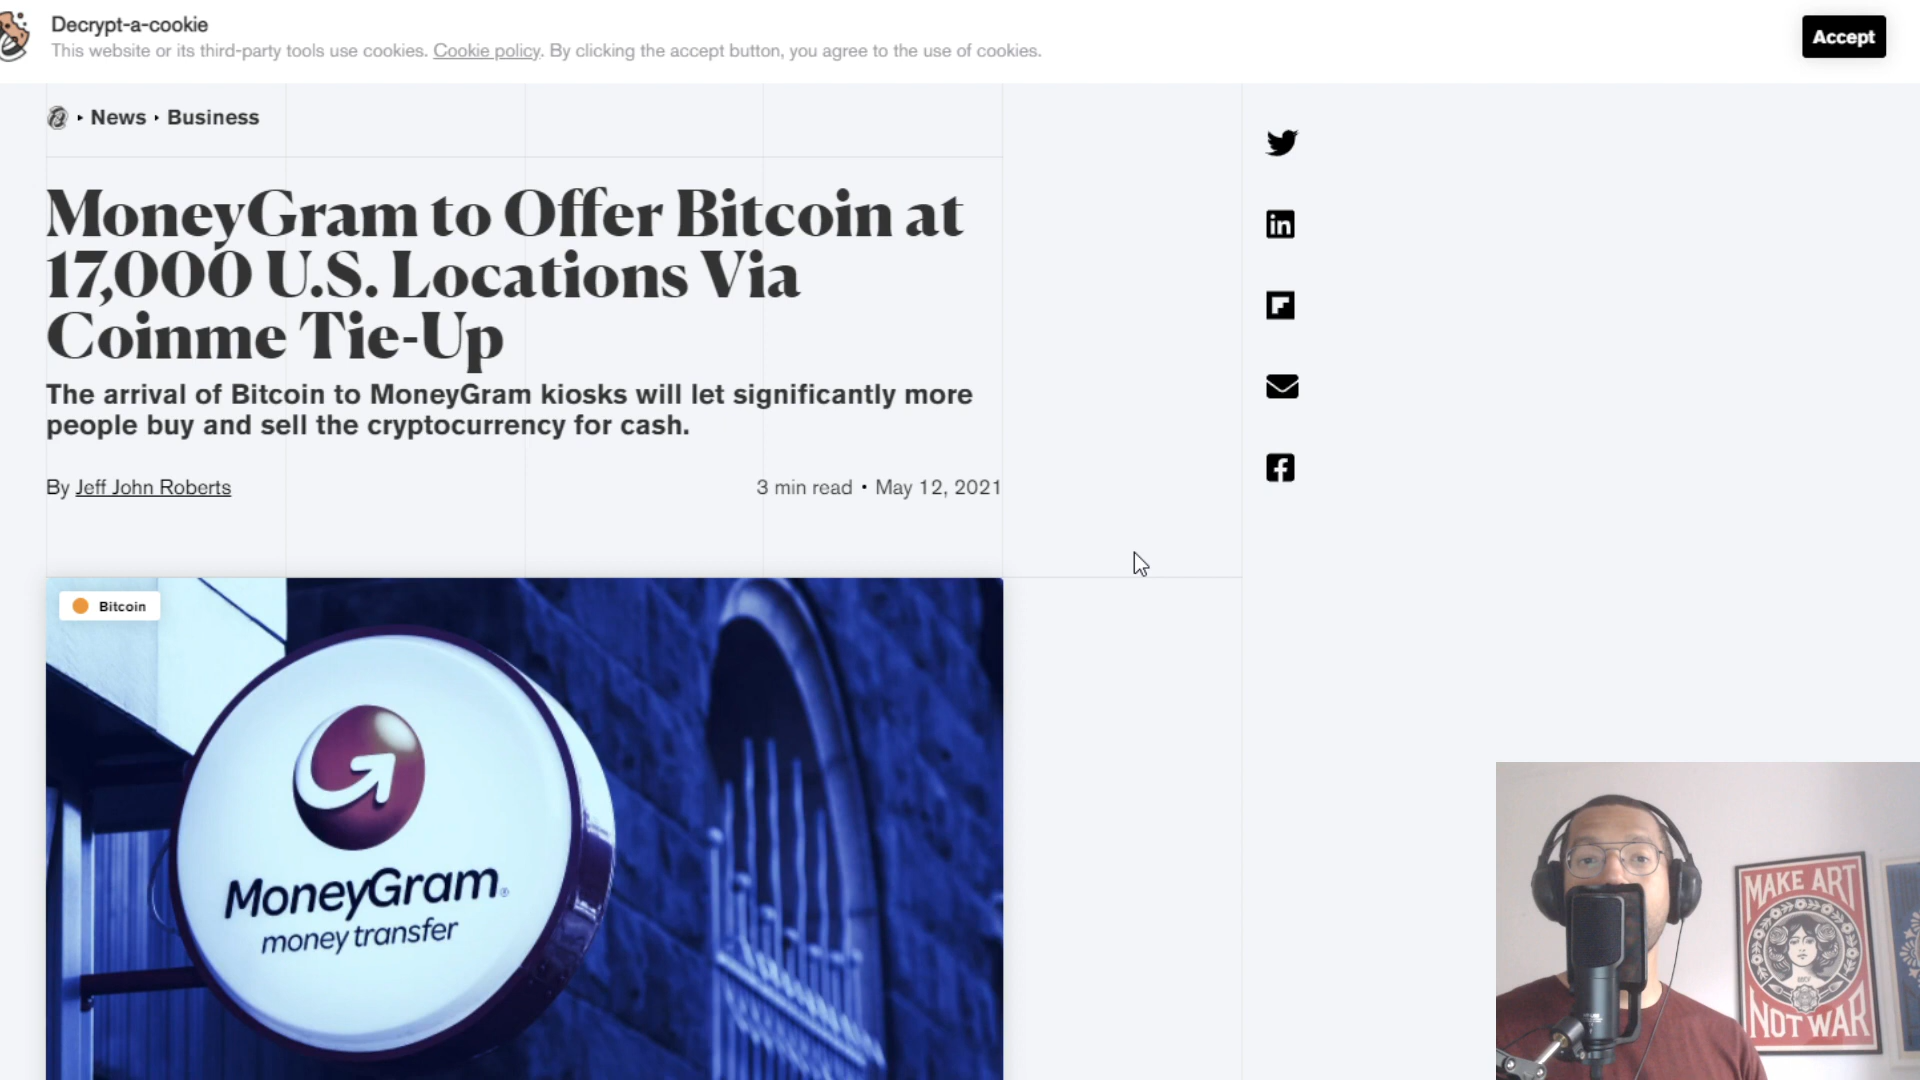 Decrypt-a-cookie
This website or its third-party tools use cookies. Cookie policy. By clicking the accept button, you agree to the use of cookies.
Accept
News • Business
MoneyGram to Offer Bitcoin at
17,000 U.S. Locations Via
Coinme Tie-Up
The arrival of Bitcoin to MoneyGram kiosks will let significantly more
people buy and sell the cryptocurrency for cash.
By Jeff John Roberts
3 min read • May 12, 2021
Bitcoin
MoneyGram®
money transfer
MAKE ART
NOT WAR